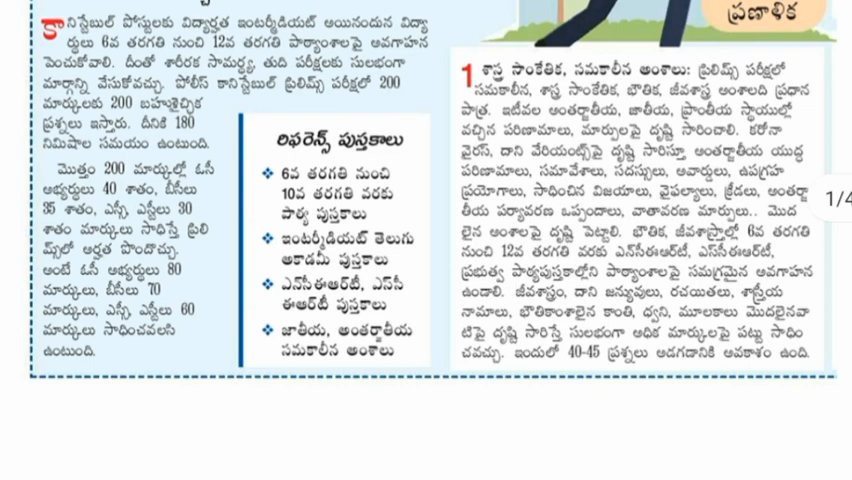 ప్రణాళిక
కానిస్టేబుల్ పోస్టులకు విద్యార్హత ఇంటర్మీడియట్ అయినందున విద్యా
ర్థులు 6వ తరగతి నుంచి 12వ తరగతి పాఠ్యాంశాలపై అవగాహన
పెంచుకోవాలి. దీంతో శారీరక సామర్థ్య, తుది పరీక్షలకు సులభంగా
మార్గాన్ని వేసుకోవచ్చు. పోలీస్ కానిస్టేబుల్ ప్రిలిమ్స్ పరీక్షలో 200
మార్కులకు 200 బహుళైచ్ఛిక
ప్రశ్నలు ఇస్తారు. దీనికి 180
నిమిషాల సమయం ఉంటుంది.
మొత్తం 200 మార్కుల్లో ఓసీ
అభ్యర్థులు 40 శాతం, బీసీలు
35 శాతం, ఎస్సీ ఎస్టీలు 30
శాతం మార్కులు సాధిస్తే ప్రిలి
మ్స్‌లో అర్హత పొందొచ్చు.
అంటే ఓసీ అభ్యర్థులు 80
మార్కులు, బీసీలు 70
మార్కులు, ఎస్సీ, ఎస్టీలు 60
మార్కులు సాధించవలసి
ఉంటుంది.
రిఫరెన్స్ పుస్తకాలు
❖ 6వ తరగతి నుంచి
10వ తరగతి వరకు
పాఠ్య పుస్తకాలు
❖ ఇంటర్మీడియట్ తెలుగు
అకాడమీ పుస్తకాలు
❖ ఎన్‌సీఈఆర్‌టీ, ఎస్‌సీ
ఈఆర్‌టీ పుస్తకాలు
❖ జాతీయ, అంతర్జాతీయ
సమకాలీన అంశాలు
1 శాస్త్ర సాంకేతిక, సమకాలీన అంశాలు: ప్రిలిమ్స్ పరీక్షలో
సమకాలీన, శాస్త్ర సాంకేతిక, భౌతిక, జీవశాస్త్ర అంశాలది ప్రధాన
పాత్ర. ఇటీవల అంతర్జాతీయ, జాతీయ, ప్రాంతీయ స్థాయుల్లో
వచ్చిన పరిణామాలు, మార్పులపై దృష్టి సారించాలి. కరోనా
వైరస్, దాని వేరియంట్స్‌పై దృష్టి సారిస్తూ అంతర్జాతీయ యుద్ధ
పరిణామాలు, సమావేశాలు, సదస్సులు, అవార్డులు, ఉపగ్రహ
ప్రయోగాలు, సాధించిన విజయాలు, వైఫల్యాలు, క్రీడలు, అంతర్జా
తీయ పర్యావరణ ఒప్పందాలు, వాతావరణ మార్పులు.. మొద
లైన అంశాలపై దృష్టి పెట్టాలి. భౌతిక, జీవశాస్త్రాల్లో 6వ తరగతి
నుంచి 12వ తరగతి వరకు ఎన్‌సీఈఆర్‌టీ, ఎస్‌సీఈఆర్‌టీ,
ప్రభుత్వ పాఠ్యపుస్తకాల్లోని పాఠ్యాంశాలపై సమగ్రమైన అవగాహన
ఉండాలి. జీవశాస్త్రం, దాని జన్యువులు, రచయితలు, శాస్త్రీయ
నామాలు, భౌతికాంశాలైన కాంతి, ధ్వని, మూలకాలు మొదలైనవా
టిపై దృష్టి సారిస్తే సులభంగా అధిక మార్కులపై పట్టు సాధిం
చవచ్చు. ఇందులో 40-45 ప్రశ్నలు అడగడానికి అవకాశం ఉంది.
1/4